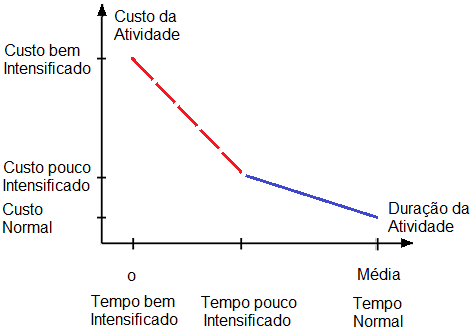 Custo da
Atividade
Custo bem
Intensificado
Custo pouco
Intensificado
Custo
Normal
Duração da
Atividade
o
Média
Tempo bem
Intensificado
Tempo pouco
Intensificado
Tempo
Normal